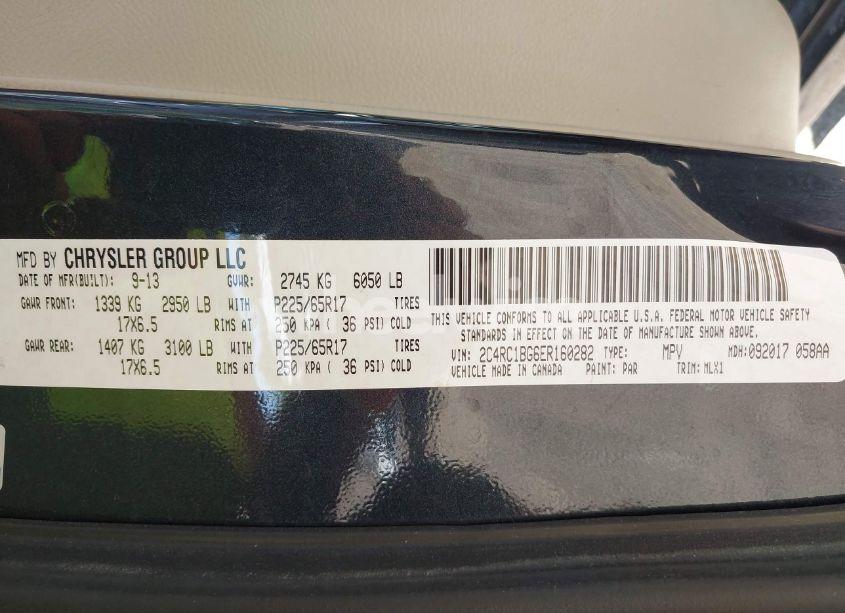 MFD BY CHRYSLER GROUP LLC
DATE OF MFR(BUILT): 9-13 GVWR: 2745 KG 6050 LB
GAWR FRONT: 1339 KG 2950 LB WITH P225/65R17 TIRES
17X6.5 RIMS AT 250 KPA ( 36 PSI) COLD
GAWR REAR: 1407 KG 3100 LB WITH P225/65R17 TIRES
17X6.5 RIMS AT 250 KPA ( 36 PSI) COLD
THIS VEHICLE CONFORMS TO ALL APPLICABLE U.S.A. FEDERAL MOTOR VEHICLE SAFETY
STANDARDS IN EFFECT ON THE DATE OF MANUFACTURE SHOWN ABOVE.
VIN: 2C4RC1BG6ER160282 TYPE: MPV MDH:092017 058AA
VEHICLE MADE IN CANADA PAINT: PAR TRIM: MLX1